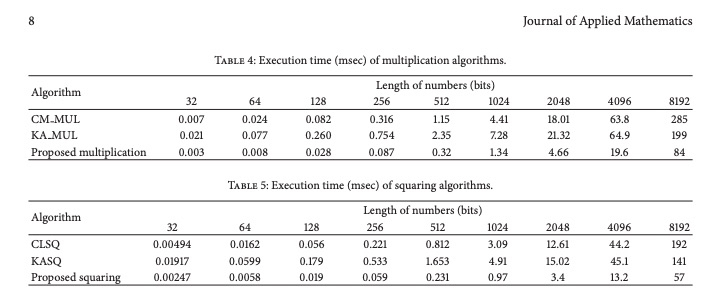 8 Journal of Applied Mathematics
TABLE 4: Execution time (msec) of multiplication algorithms.
Algorithm Length of numbers (bits)
32 64 128 256 512 1024 2048 4096 8192
CM_MUL 0.007 0.024 0.082 0.316 1.15 4.41 18.01 63.8 285
KA_MUL 0.021 0.077 0.260 0.754 2.35 7.28 21.32 64.9 199
Proposed multiplication 0.003 0.008 0.028 0.087 0.32 1.34 4.66 19.6 84
TABLE 5: Execution time (msec) of squaring algorithms.
Algorithm Length of numbers (bits)
32 64 128 256 512 1024 2048 4096 8192
CLSQ 0.00494 0.0162 0.056 0.221 0.812 3.09 12.61 44.2 192
KASQ 0.01917 0.0599 0.179 0.533 1.653 4.91 15.02 45.1 141
Proposed squaring 0.00247 0.0058 0.019 0.059 0.231 0.97 3.4 13.2 57